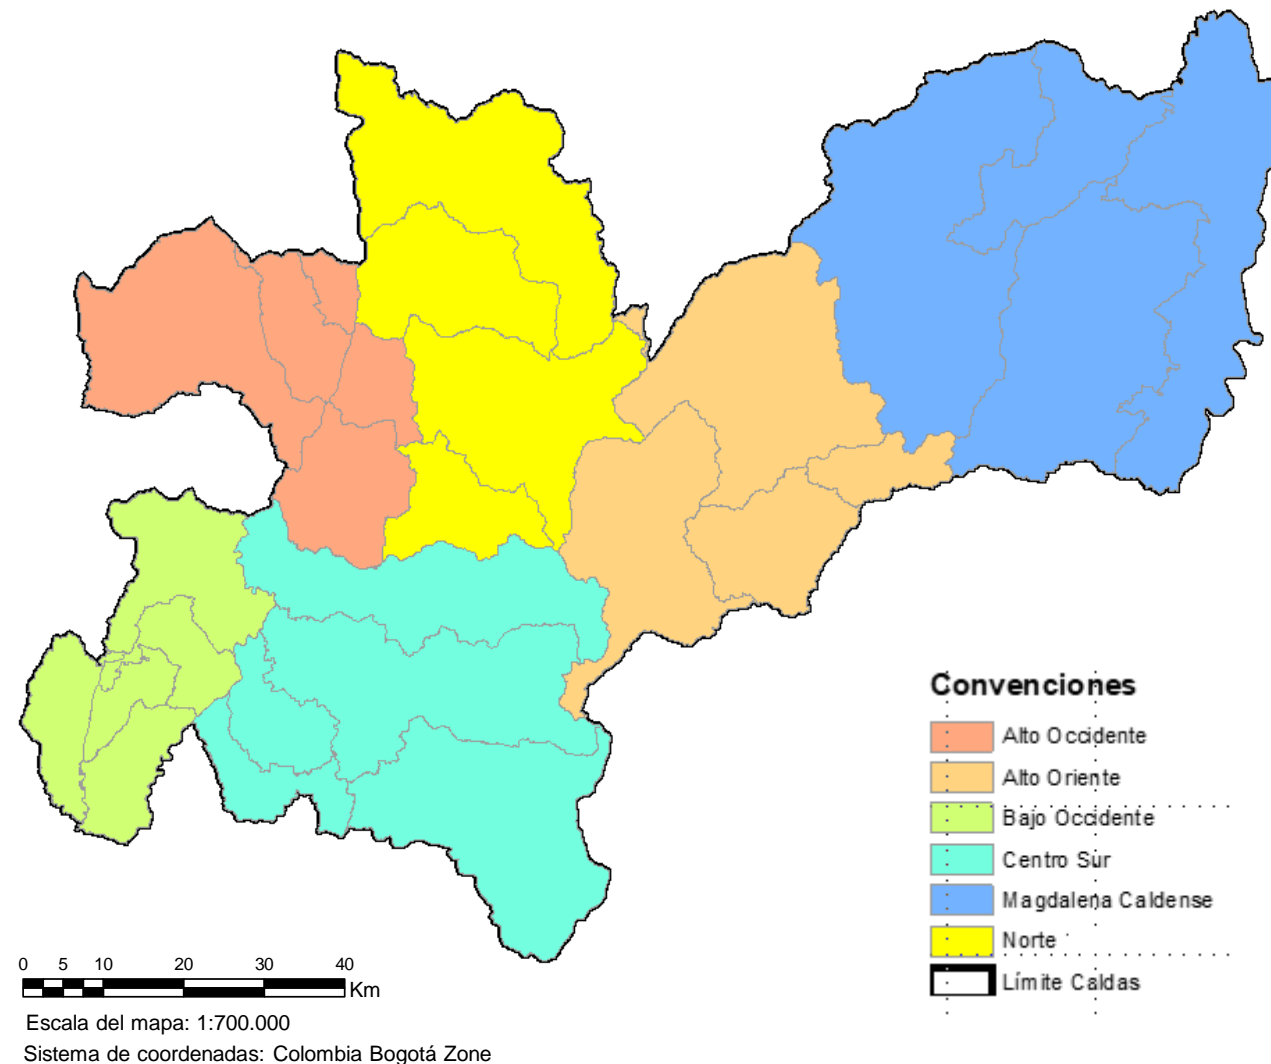 Convenciones
Alto Occidente
Alto Oriente
Bajo Occidente
Centro Sur
Magdalena Caldense
Norte
Límite Caldas
0 5 10 20 30 40
Km
Escala del mapa: 1:700.000
Sistema de coordenadas: Colombia Bogotá Zone